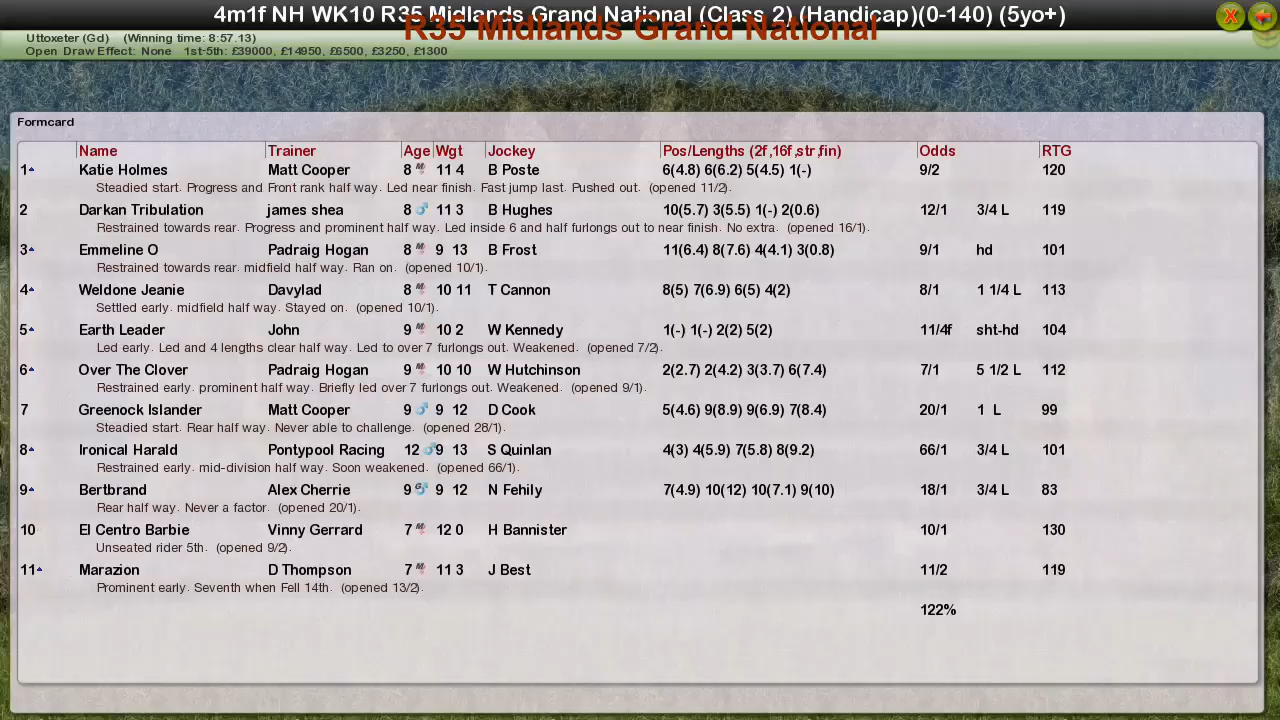 4m1f NH WK10 R35 Midlands Grand National (Class 2) (Handicap)(0-140) (5yo+)
R35 Midlands Grand National
Uttoxeter (Gd) (Winning time: 8:57.13)
Open Draw Effect: None 1st-5th: £39000, £14950, £6500, £3250, £1300
Formcard
Name Trainer Age Wgt Jockey Pos/Lengths (2f,16f,str,fin) Odds RTG
1 Katie Holmes Matt Cooper 8 11 4 B Poste 6(4.8) 6(6.2) 5(4.5) 1(-) 9/2 120
Steadied start. Progress and Front rank half way. Led near finish. Fast jump last. Pushed out. (opened 11/2).
2 Darkan Tribulation james shea 8 11 3 B Hughes 10(5.7) 3(5.5) 1(-) 2(0.6) 12/1 3/4 L 119
Restrained towards rear. Progress and prominent half way. Led inside 6 and half furlongs out to near finish. No extra. (opened 16/1).
3 Emmeline O Padraig Hogan 8 9 13 B Frost 11(6.4) 8(7.6) 4(4.1) 3(0.8) 9/1 hd 101
Restrained towards rear. midfield half way. Ran on. (opened 10/1).
4 Weldone Jeanie Davylad 8 10 11 T Cannon 8(5) 7(6.9) 6(5) 4(2) 8/1 1 1/4 L 113
Settled early. midfield half way. Stayed on. (opened 10/1).
5 Earth Leader John 9 10 2 W Kennedy 1(-) 1(-) 2(2) 5(2) 11/4f sht-hd 104
Led early. Led and 4 lengths clear half way. Led to over 7 furlongs out. Weakened. (opened 7/2).
6 Over The Clover Padraig Hogan 9 10 10 W Hutchinson 2(2.7) 2(4.2) 3(3.7) 6(7.4) 7/1 5 1/2 L 112
Restrained early. prominent half way. Briefly led over 7 furlongs out. Weakened. (opened 9/1).
7 Greenock Islander Matt Cooper 9 9 12 D Cook 5(4.6) 9(8.9) 9(6.9) 7(8.4) 20/1 1 L 99
Steadied start. Rear half way. Never able to challenge. (opened 28/1).
8 Ironical Harald Pontypool Racing 12 9 13 S Quinlan 4(3) 4(5.9) 7(5.8) 8(9.2) 66/1 3/4 L 101
Restrained early. mid-division half way. Soon weakened. (opened 66/1).
9 Bertbrand Alex Cherrie 9 9 12 N Fehily 7(4.9) 10(12) 10(7.1) 9(10) 18/1 3/4 L 83
Rear half way. Never a factor. (opened 20/1).
10 El Centro Barbie Vinny Gerrard 7 12 0 H Bannister 10/1 130
Unseated rider 5th. (opened 9/2).
11 Marazion D Thompson 7 11 3 J Best 11/2 119
Prominent early. Seventh when Fell 14th. (opened 13/2).
122%